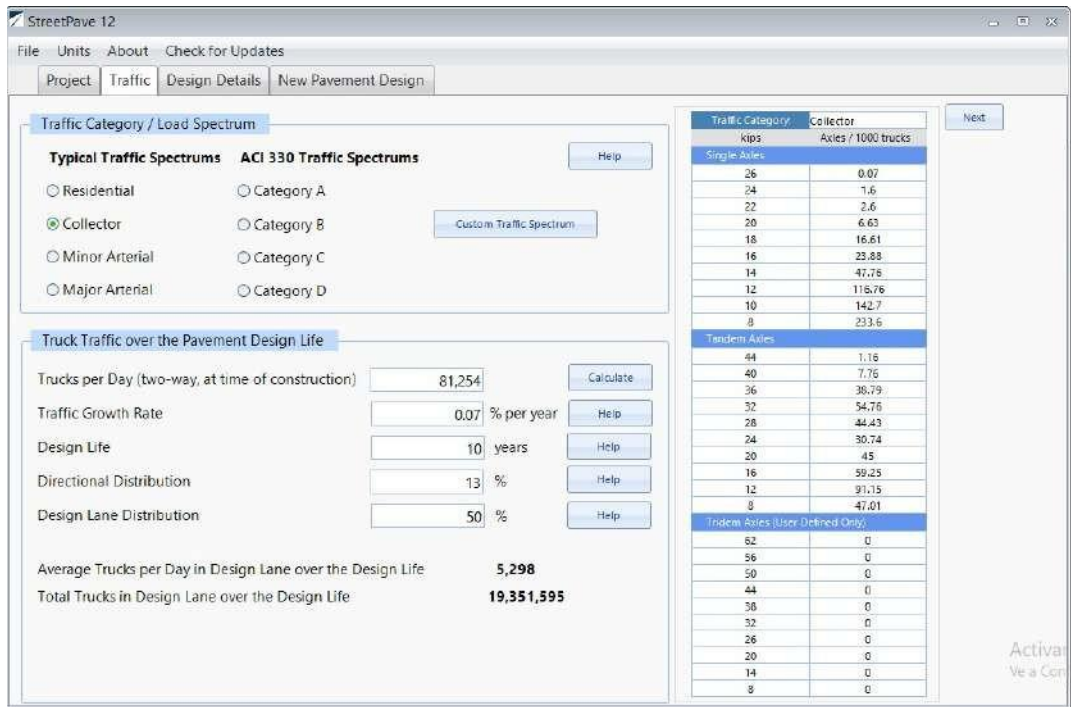 StreetPave 12
File Units About Check for Updates
Project Traffic Design Details New Pavement Design
Traffic Category / Load Spectrum
Typical Traffic Spectrums ACI 330 Traffic Spectrums Help
Residential Category A
Collector Category B Custom Traffic Spectrum
Minor Arterial Category C
Major Arterial Category D
Truck Traffic over the Pavement Design Life
Trucks per Day (two-way, at time of construction) 81,254 Calculate
Traffic Growth Rate 0.07 % per year Help
Design Life 10 years Help
Directional Distribution 13 % Help
Design Lane Distribution 50 % Help
Average Trucks per Day in Design Lane over the Design Life 5,298
Total Trucks in Design Lane over the Design Life 19,351,595
Traffic Category: Collector
kips Axles / 1000 trucks
Single Axles
26 0.07
24 1.6
22 2.6
20 6.63
18 16.61
16 23.88
14 47.76
12 116.76
10 142.7
8 233.6
Tandem Axles
44 1.16
40 7.76
36 38.79
32 54.76
28 44.43
24 30.74
20 45
16 59.25
12 91.15
8 47.01
Tridem Axles (User Defined Only)
62 0
56 0
50 0
44 0
38 0
32 0
26 0
20 0
14 0
8 0
Next
Activar
Ve a Con